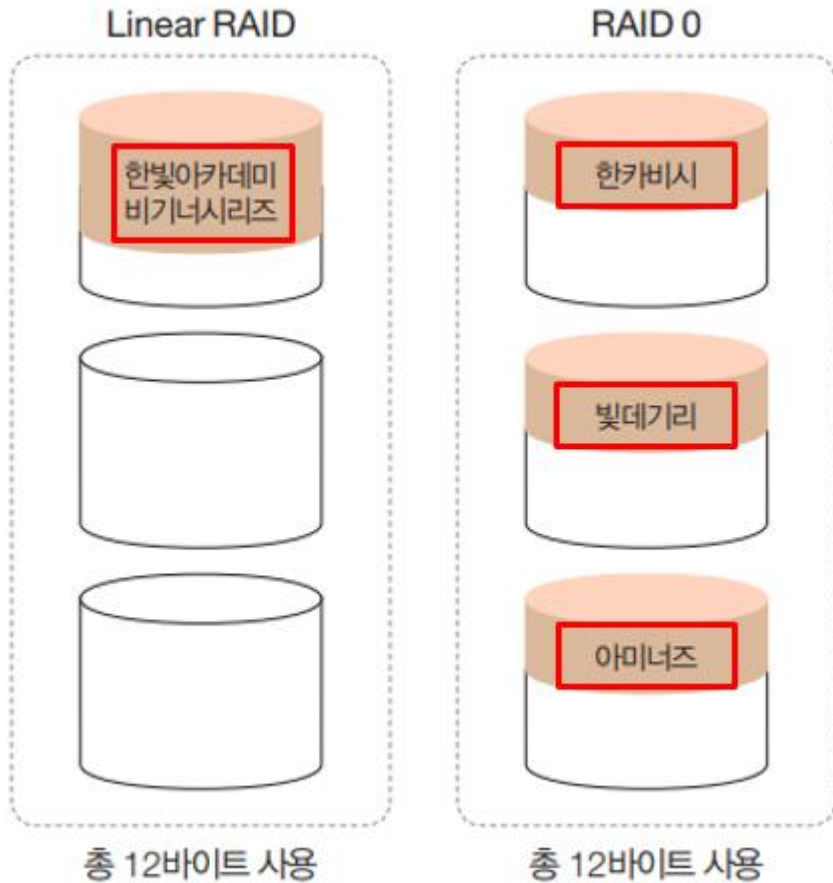 Linear RAID
한빛아카데미
비기너시리즈
총 12바이트 사용
RAID 0
한카비시
빛데기리
아미너즈
총 12바이트 사용